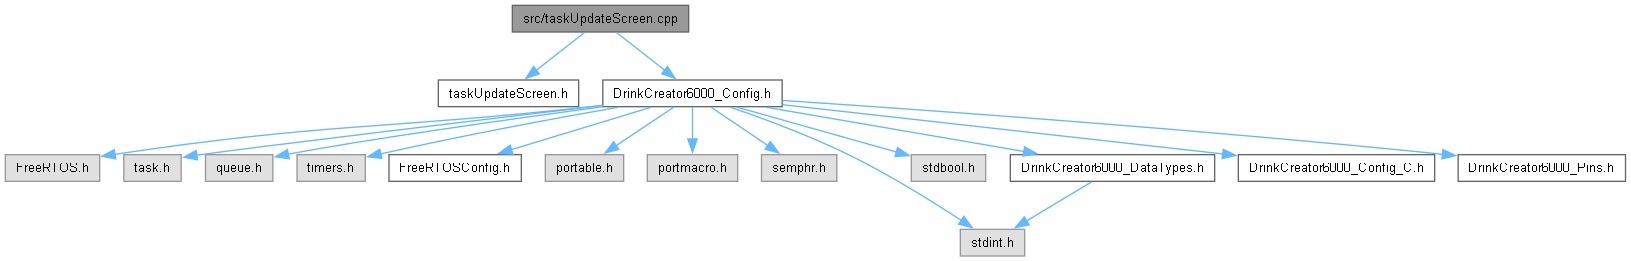 src/taskUpdateScreen.cpp
taskUpdateScreen.h
DrinkCreator6000_Config.h
FreeRTOS.h
task.h
queue.h
timers.h
FreeRTOSConfig.h
portable.h
portmacro.h
semphr.h
stdbool.h
DrinkCreator6000_DataTypes.h
DrinkCreator6000_Config_C.h
DrinkCreator6000_Pins.h
stdint.h